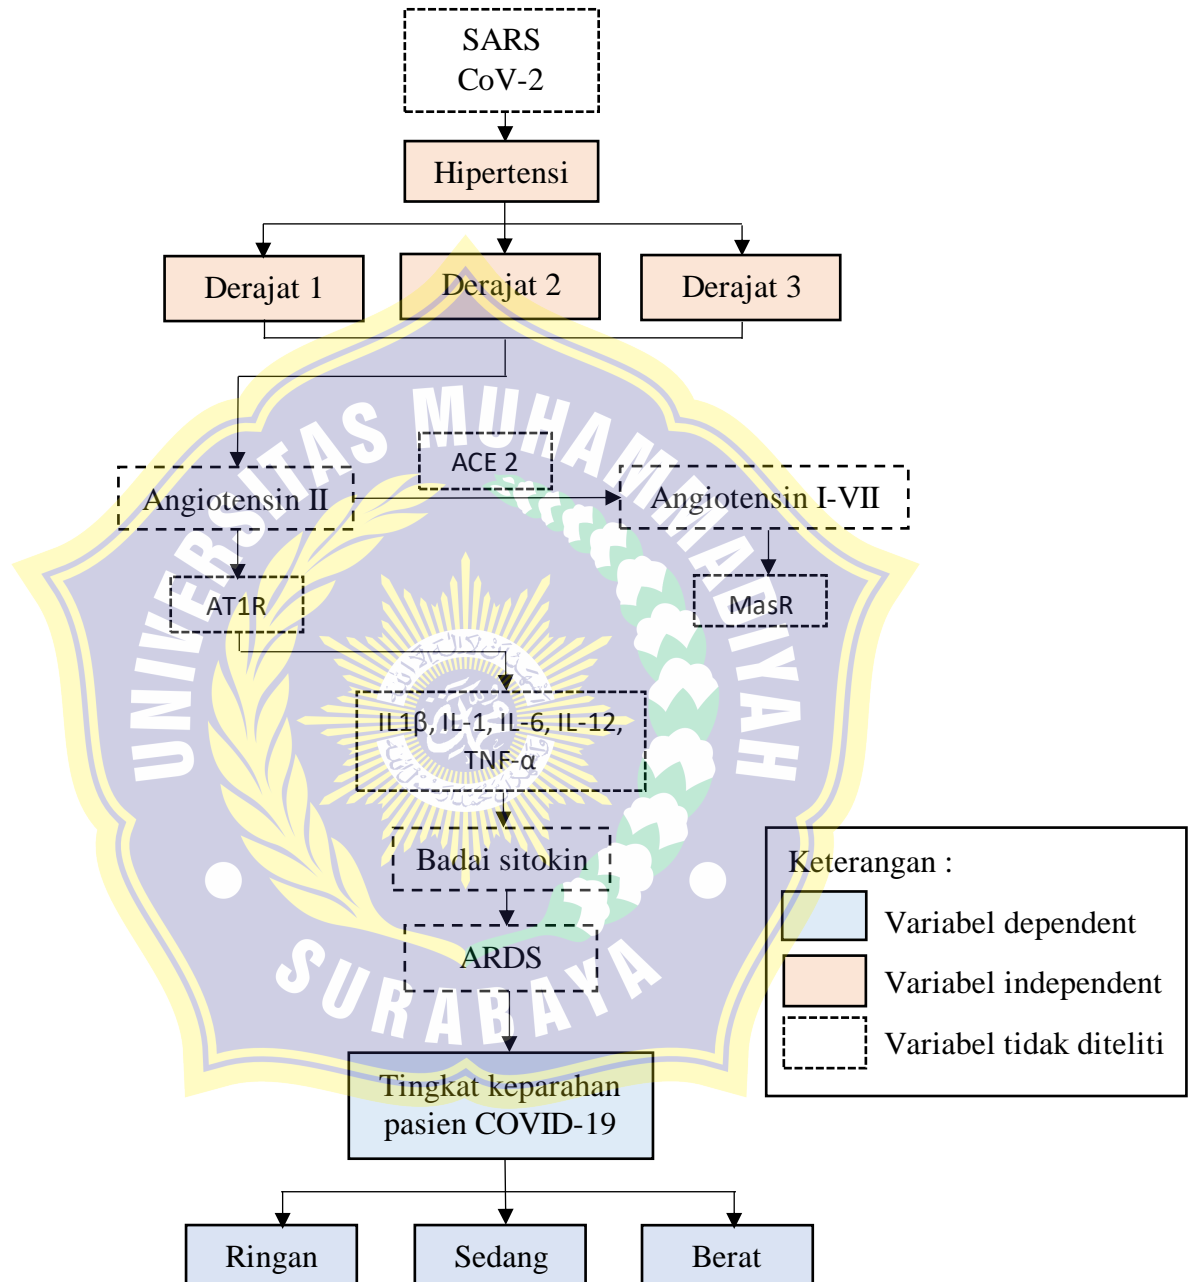 SARS
CoV-2
Hipertensi
Derajat 1
Derajat 2
Derajat 3
UNIVERSITAS MUHAMMADIYAH
ACE 2
Angiotensin II
Angiotensin I-VII
AT1R
MasR
IL1β, IL-1, IL-6, IL-12,
TNF-α
Badai sitokin
ARDS
SURABAYA
Keterangan :
Variabel dependent
Variabel independent
Variabel tidak diteliti
Tingkat keparahan
pasien COVID-19
Ringan
Sedang
Berat